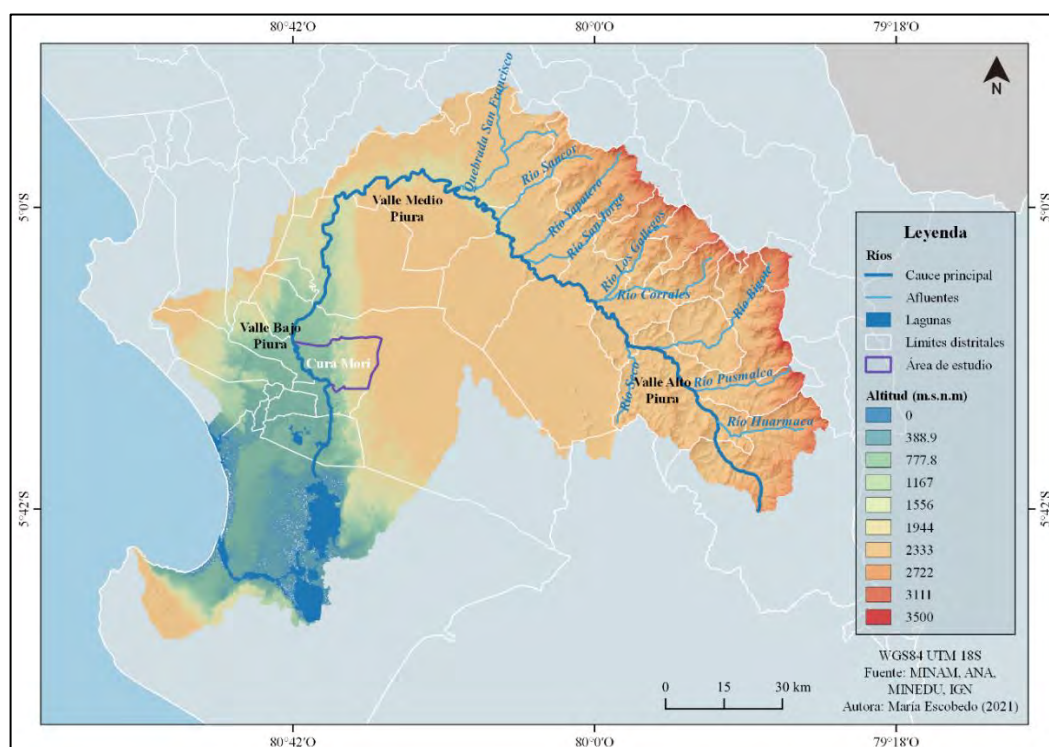 80°42'O
80°0'O
79°18'O
N
Quebrada San Francisco
Río Sancor
Río Yapatera
Río San Jorge
Río Los Gallegos
Río Corrales
Río Bigote
Valle Medio
Piura
5°0'S
5°0'S
Valle Bajo
Piura
Cura Mori
Río Seco
Valle Alto
Piura
Río Pusmalca
Río Huarmaca
5°42'S
5°42'S
Leyenda
Ríos
Cauce principal
Afluentes
Lagunas
Límites distritales
Área de estudio
Altitud (m.s.n.m)
0
388.9
777.8
1167
1556
1944
2333
2722
3111
3500
WGS84 UTM 18S
Fuente: MINAM, ANA,
MINEDU, IGN
Autora: María Escobedo (2021)
0 15 30 km
80°42'O
80°0'O
79°18'O